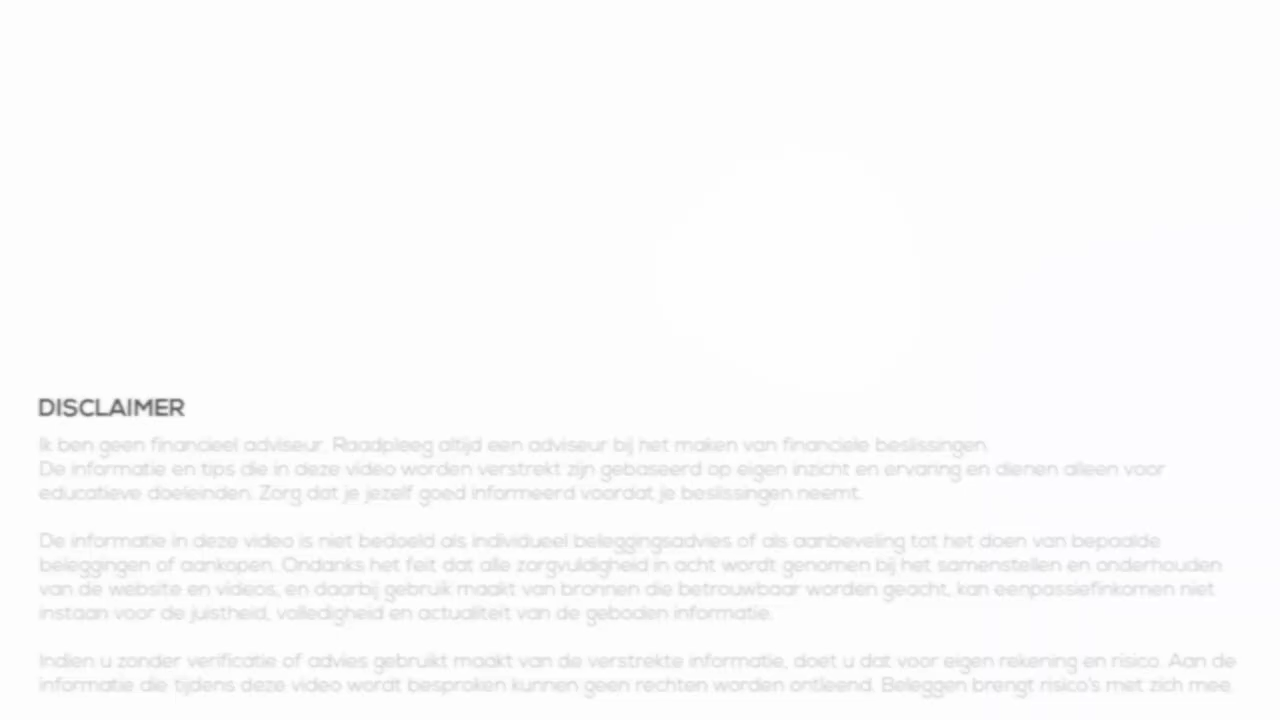 DISCLAIMER
Ik ben geen financieel adviseur. Raadpleeg altijd een adviseur bij het maken van financiële beslissingen.
De informatie en tips die in deze video worden verstrekt zijn gebaseerd op eigen inzicht en ervaring en dienen alleen voor
educatieve doeleinden. Zorg dat je jezelf goed informeerd voordat je beslissingen neemt.
De informatie in deze video is niet bedoeld als individueel beleggingsadvies of als aanbeveling tot het doen van bepaalde
beleggingen of aankopen. Ondanks het feit dat alle zorgvuldigheid in acht wordt genomen bij het samenstellen en onderhouden
van de website en videos, en daarbij gebruik maakt van bronnen die betrouwbaar worden geacht, kan eenpassiefinkomen niet
instaan voor de juistheid, volledigheid en actualiteit van de geboden informatie.
Indien u zonder verificatie of advies gebruikt maakt van de verstrekte informatie, doet u dat voor eigen rekening en risico. Aan de
informatie die tijdens deze video wordt besproken kunnen geen rechten worden ontleend. Beleggen brengt risico's met zich mee.